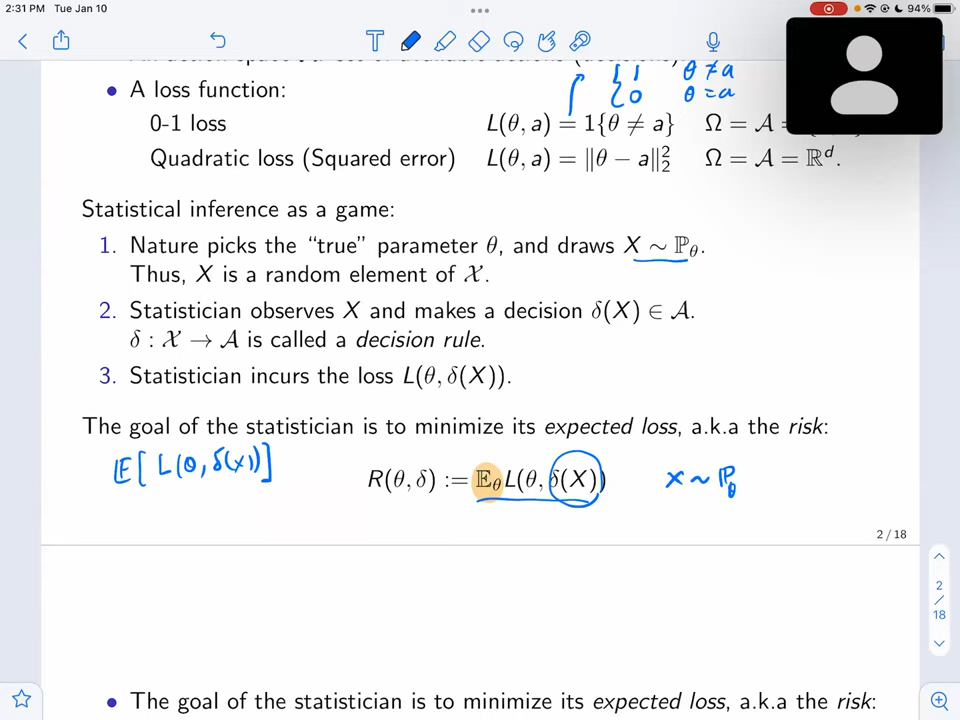 2:31 PM Tue Jan 10
94%
θ ≠ a
0 θ = a
• A loss function:
0-1 loss L(θ, a) = 1{θ ≠ a} Ω = 𝒜 =
Quadratic loss (Squared error) L(θ, a) = ‖θ − a‖₂² Ω = 𝒜 = ℝᵈ.
Statistical inference as a game:
1. Nature picks the “true” parameter θ, and draws X ∼ ℙ_θ.
Thus, X is a random element of 𝒳.
2. Statistician observes X and makes a decision δ(X) ∈ 𝒜.
δ : 𝒳 → 𝒜 is called a decision rule.
3. Statistician incurs the loss L(θ, δ(X)).
The goal of the statistician is to minimize its expected loss, a.k.a the risk:
𝔼[ L(θ, δ(X))]
R(θ, δ) := 𝔼_θ L(θ, δ(X)) X ∼ ℙ_θ
2 / 18
2
/
18
• The goal of the statistician is to minimize its expected loss, a.k.a the risk: